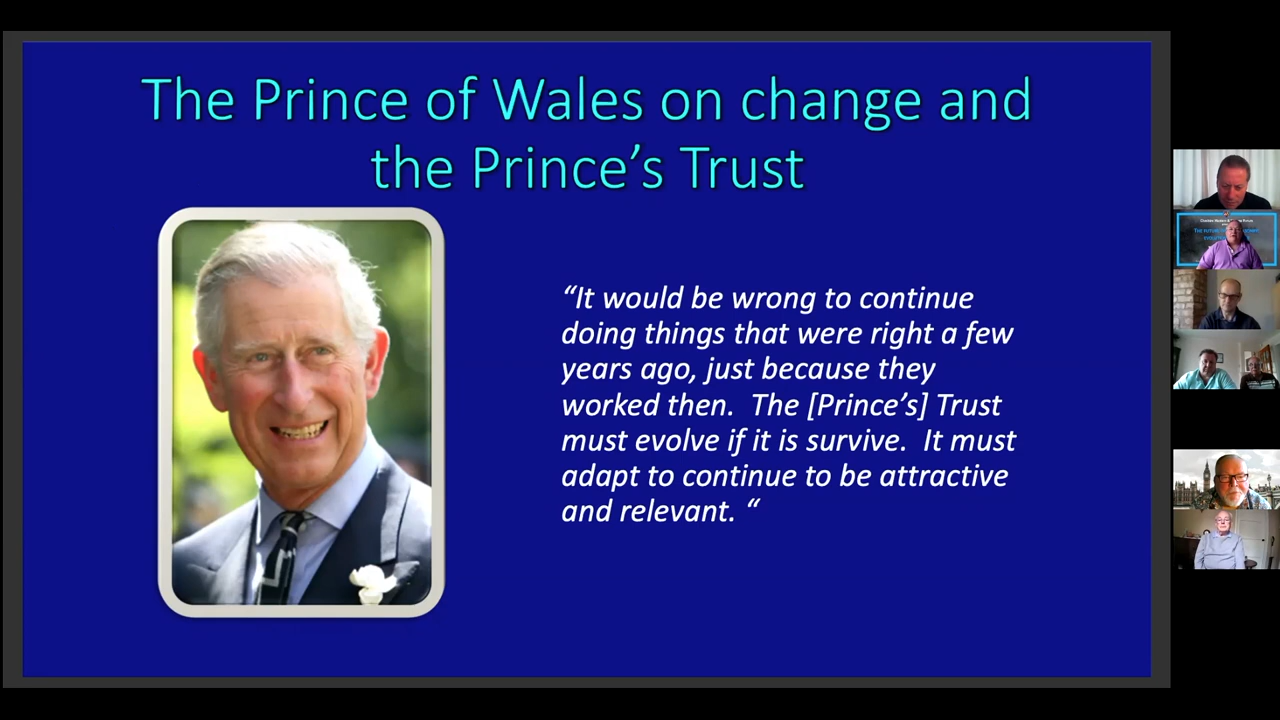 The Prince of Wales on change and
the Prince’s Trust
“It would be wrong to continue
doing things that were right a few
years ago, just because they
worked then.  The [Prince’s] Trust
must evolve if it is survive.  It must
adapt to continue to be attractive
and relevant. “